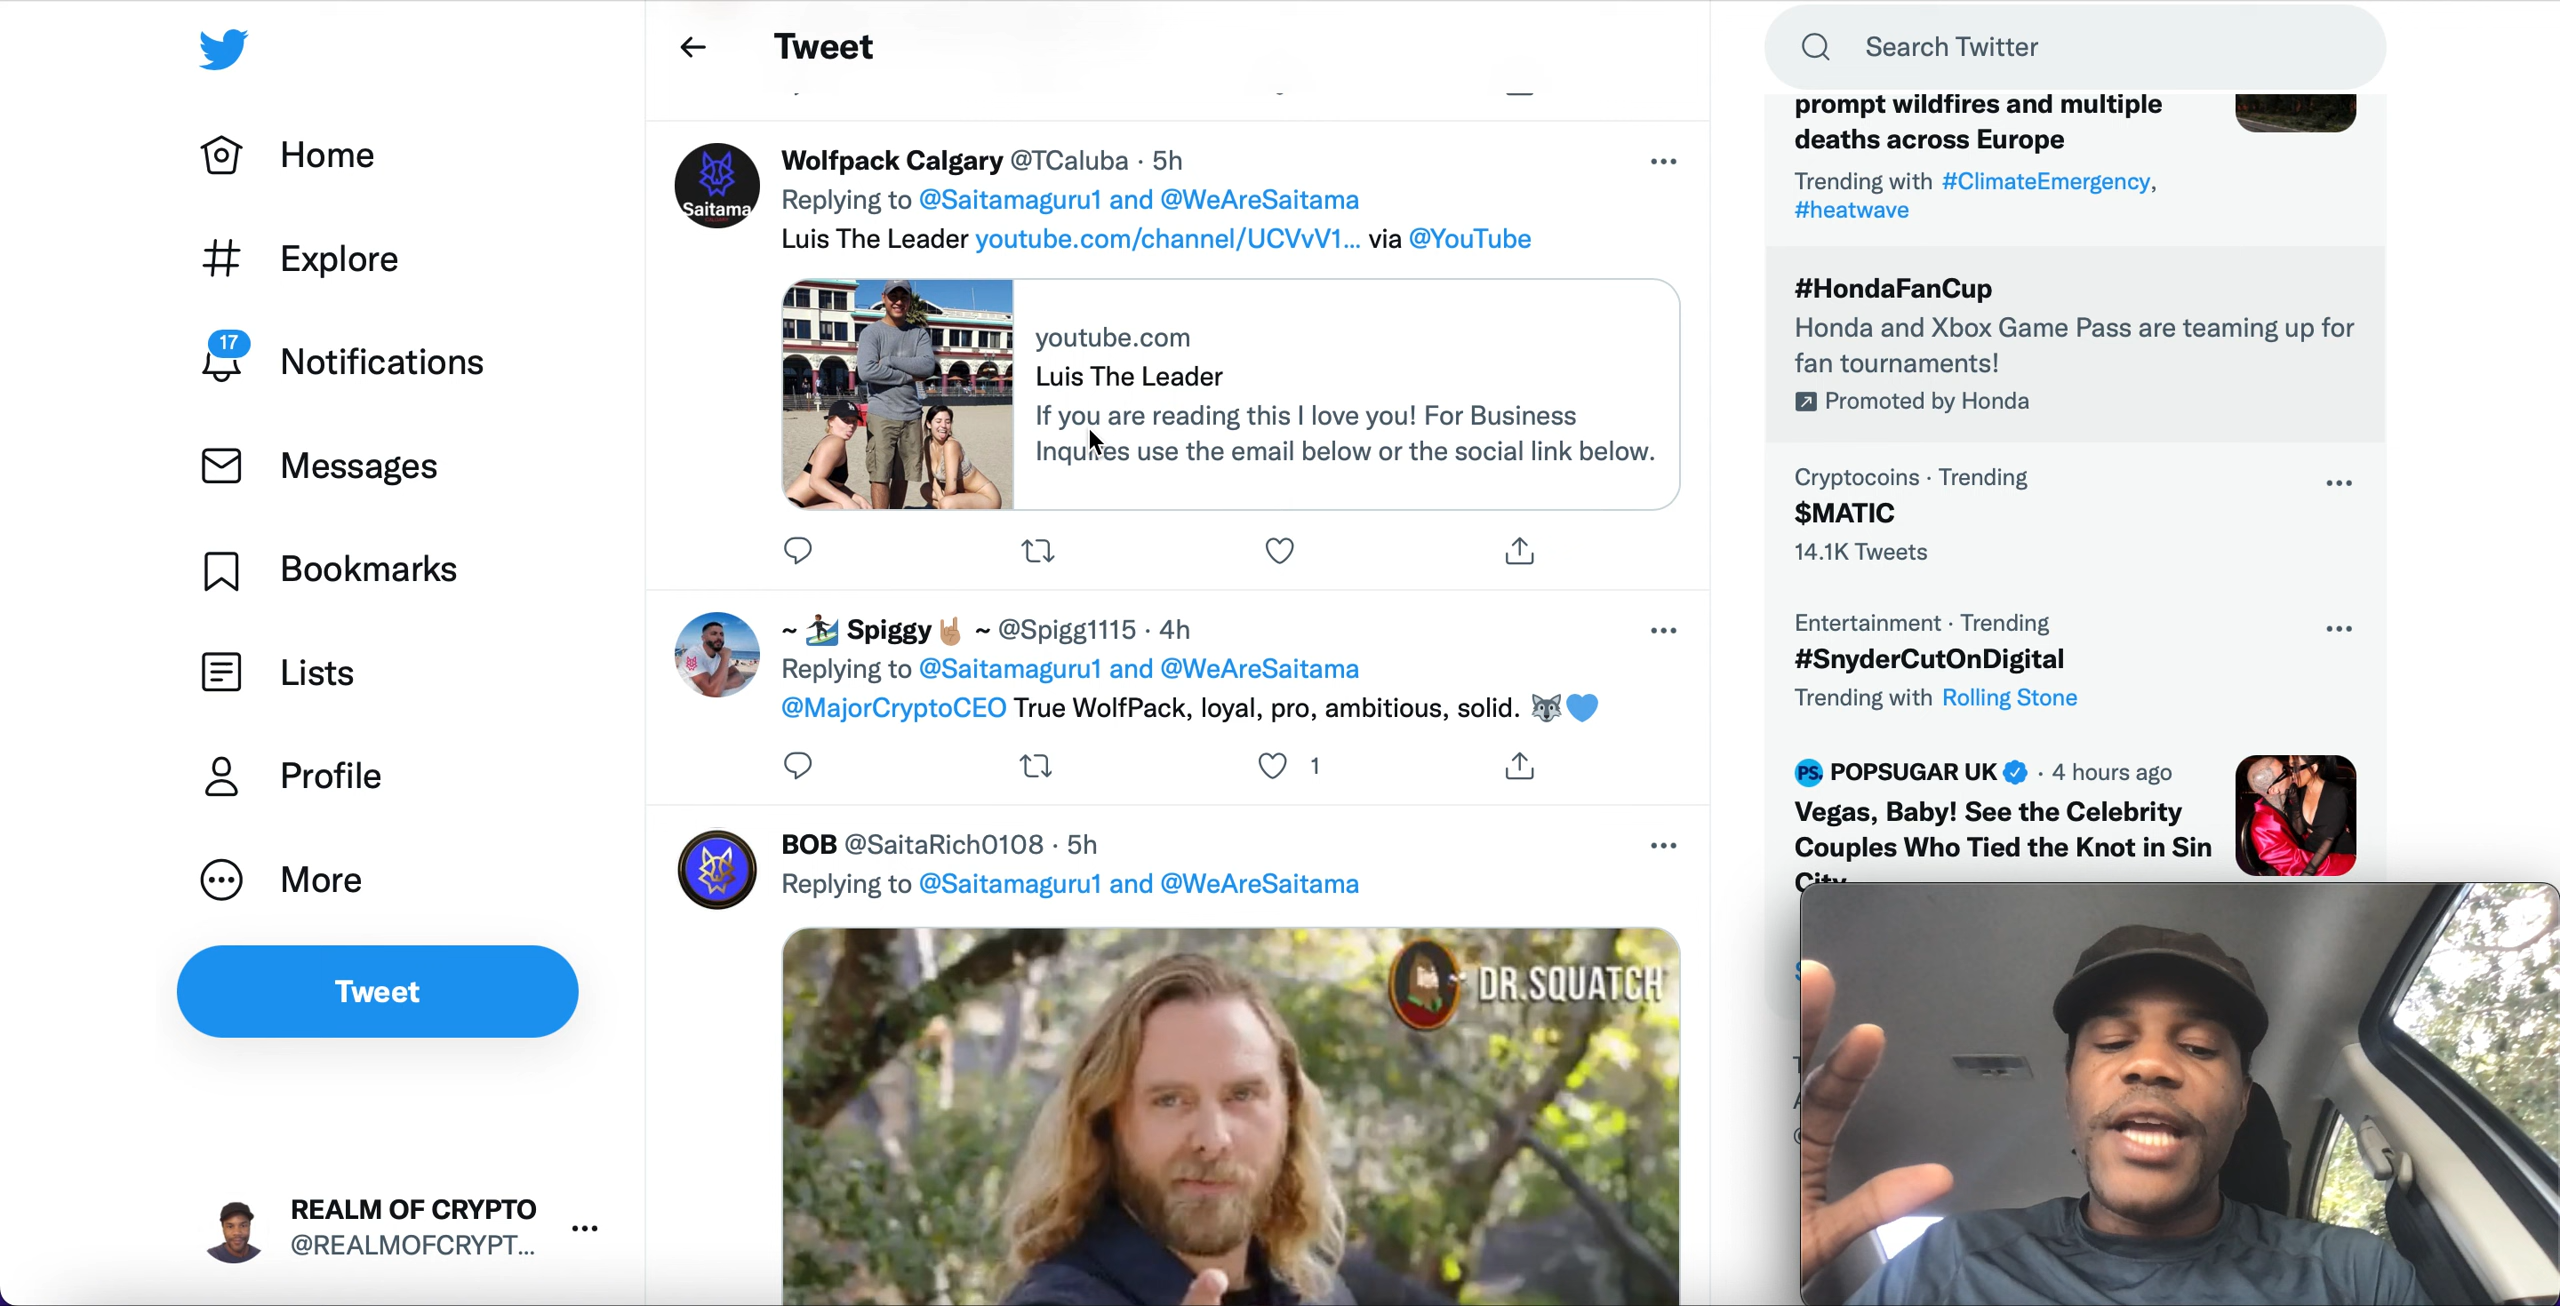 Home
Explore
17
Notifications
Messages
Bookmarks
Lists
Profile
More
Tweet
REALM OF CRYPTO
@REALMOFCRYPT...
Tweet
Wolfpack Calgary @TCaluba · 5h
Replying to @Saitamaguru1 and @WeAreSaitama
Luis The Leader youtube.com/channel/UCVvV1... via @YouTube
Saitama
youtube.com
Luis The Leader
If you are reading this I love you! For Business
Inquires use the email below or the social link below.
~ 🏄🏾‍♂️ Spiggy🤘🏼 ~ @Spigg1115 · 4h
Replying to @Saitamaguru1 and @WeAreSaitama
@MajorCryptoCEO True WolfPack, loyal, pro, ambitious, solid. 🐺💙
1
BOB @SaitaRich0108 · 5h
Replying to @Saitamaguru1 and @WeAreSaitama
DR.SQUATCH
Search Twitter
prompt wildfires and multiple
deaths across Europe
Trending with #ClimateEmergency,
#heatwave
#HondaFanCup
Honda and Xbox Game Pass are teaming up for
fan tournaments!
Promoted by Honda
Cryptocoins · Trending
$MATIC
14.1K Tweets
Entertainment · Trending
#SnyderCutOnDigital
Trending with Rolling Stone
PS. POPSUGAR UK · 4 hours ago
Vegas, Baby! See the Celebrity
Couples Who Tied the Knot in Sin
City